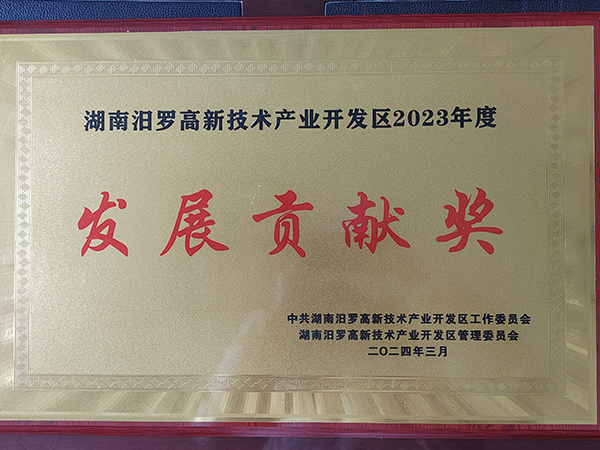 湖南汨罗高新技术产业开发区2023年度
发展贡献奖
中共湖南汨罗高新技术产业开发区工作委员会
湖南汨罗高新技术产业开发区管理委员会
二〇二四年三月